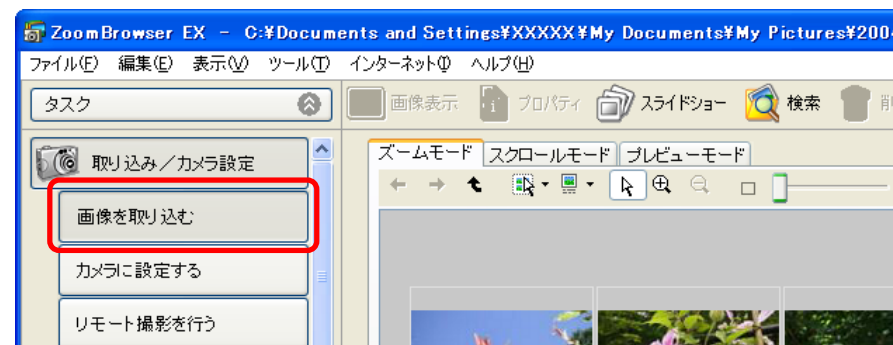 ZoomBrowser EX - C:¥Documents and Settings¥XXXXX¥My Documents¥My Pictures¥200
ファイル(F) 編集(E) 表示(V) ツール(T) インターネット(I) ヘルプ(H)
タスク 画像表示 プロパティ スライドショー 検索 削
取り込み/カメラ設定 ズームモード スクロールモード プレビューモード
画像を取り込む
カメラに設定する
リモート撮影を行う